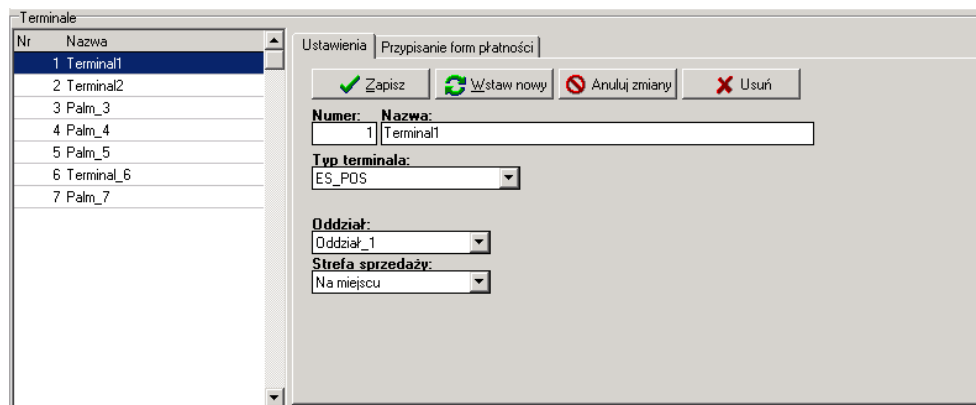 Terminale
Nr Nazwa
1 Terminal1
2 Terminal2
3 Palm_3
4 Palm_4
5 Palm_5
6 Terminal_6
7 Palm_7
Ustawienia Przypisanie form płatności
Zapisz Wstaw nowy Anuluj zmiany Usuń
Numer: Nazwa:
1 Terminal1
Typ terminala:
ES_POS
Oddział:
Oddział_1
Strefa sprzedaży:
Na miejscu